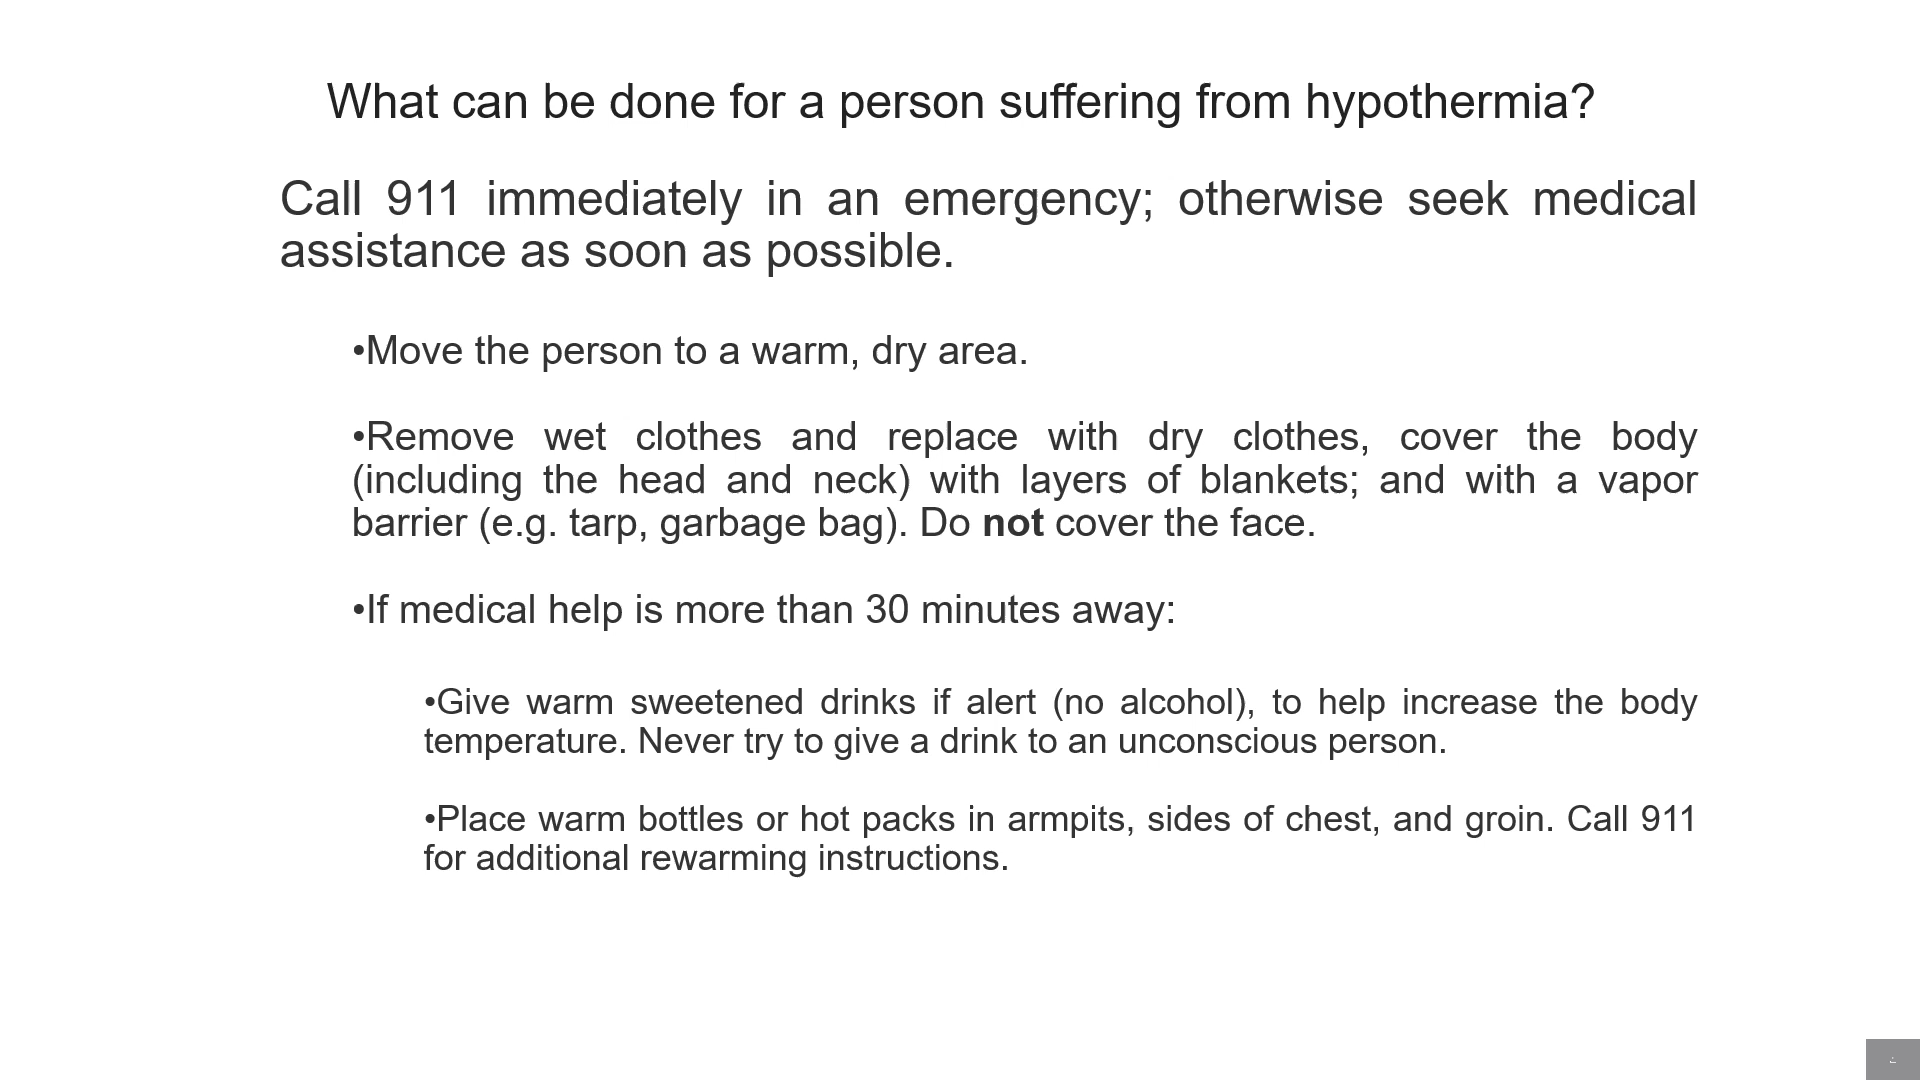 What can be done for a person suffering from hypothermia?
Call 911 immediately in an emergency; otherwise seek medical
assistance as soon as possible.
•Move the person to a warm, dry area.
•Remove wet clothes and replace with dry clothes, cover the body
(including the head and neck) with layers of blankets; and with a vapor
barrier (e.g. tarp, garbage bag). Do not cover the face.
•If medical help is more than 30 minutes away:
•Give warm sweetened drinks if alert (no alcohol), to help increase the body
temperature. Never try to give a drink to an unconscious person.
•Place warm bottles or hot packs in armpits, sides of chest, and groin. Call 911
for additional rewarming instructions.